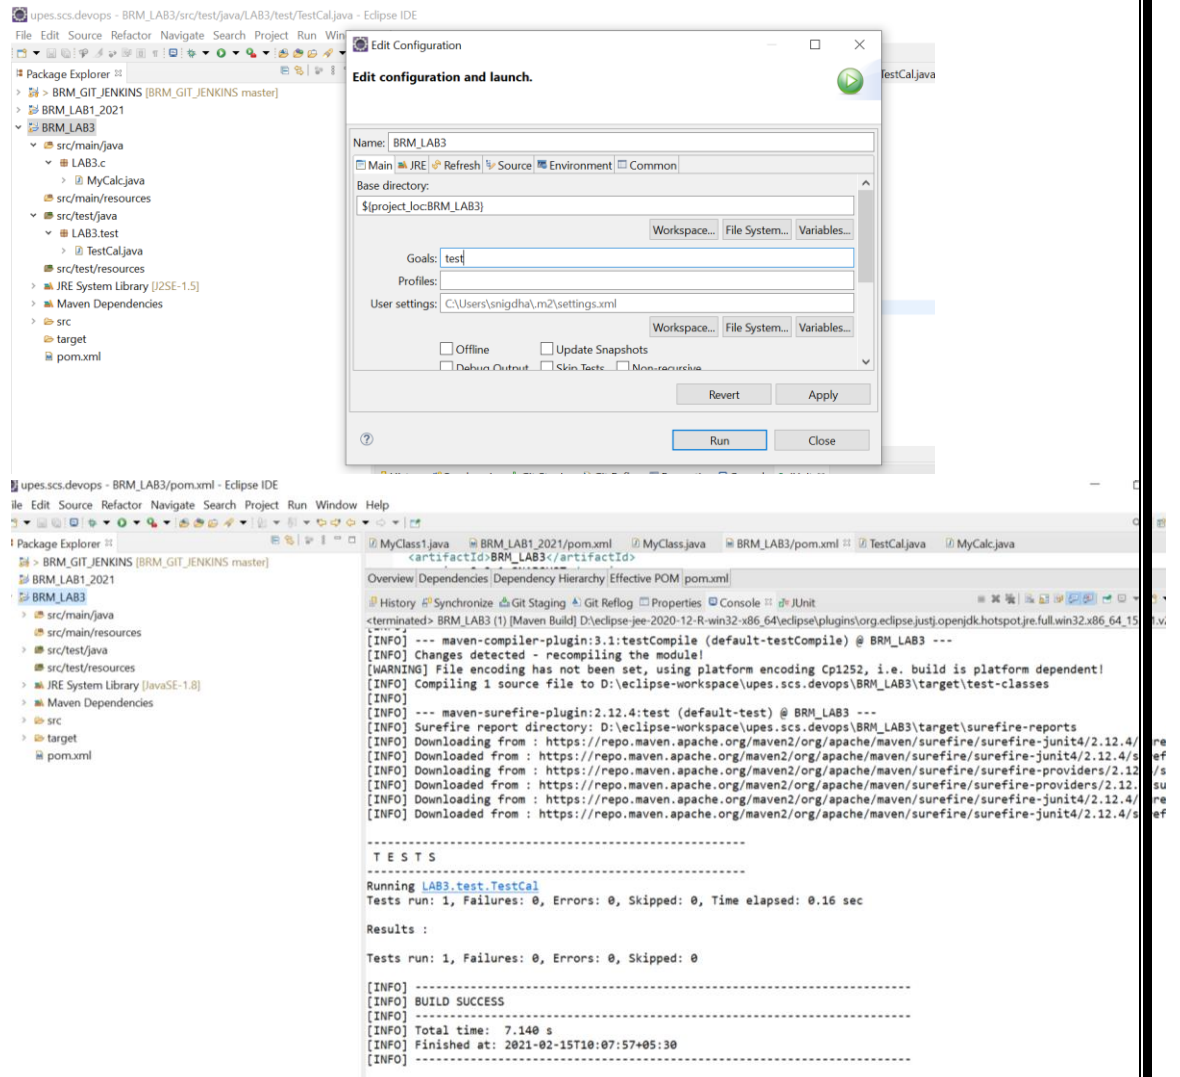 upes.scs.devops - BRM_LAB3/src/test/java/LAB3/test/TestCal.java - Eclipse IDE
File Edit Source Refactor Navigate Search Project Run Win
Package Explorer
> BRM_GIT_JENKINS [BRM_GIT_JENKINS master]
BRM_LAB1_2021
BRM_LAB3
src/main/java
LAB3.c
MyCalc.java
src/main/resources
src/test/java
LAB3.test
TestCal.java
src/test/resources
JRE System Library [J2SE-1.5]
Maven Dependencies
src
target
pom.xml
Edit Configuration
Edit configuration and launch.
Name: BRM_LAB3
Main JRE Refresh Source Environment Common
Base directory:
${project_loc:BRM_LAB3}
Workspace... File System... Variables...
Goals: test
Profiles:
User settings: C:\Users\snigdha\.m2\settings.xml
Workspace... File System... Variables...
Offline Update Snapshots
Debug Output Skip Tests Non-recursive
Revert Apply
Run Close
TestCal.java
upes.scs.devops - BRM_LAB3/pom.xml - Eclipse IDE
ile Edit Source Refactor Navigate Search Project Run Window Help
Package Explorer
> BRM_GIT_JENKINS [BRM_GIT_JENKINS master]
BRM_LAB1_2021
BRM_LAB3
src/main/java
src/main/resources
src/test/java
src/test/resources
JRE System Library [JavaSE-1.8]
Maven Dependencies
src
target
pom.xml
MyClass1.java BRM_LAB1_2021/pom.xml MyClass.java BRM_LAB3/pom.xml TestCal.java MyCalc.java
<artifactId>BRM_LAB3</artifactId>
Overview Dependencies Dependency Hierarchy Effective POM pom.xml
History Synchronize Git Staging Git Reflog Properties Console JUnit
<terminated> BRM_LAB3 (1) [Maven Build] D:\eclipse-jee-2020-12-R-win32-x86_64\eclipse\plugins\org.eclipse.justj.openjdk.hotspot.jre.full.win32.x86_64_15
[INFO] --- maven-compiler-plugin:3.1:testCompile (default-testCompile) @ BRM_LAB3 ---
[INFO] Changes detected - recompiling the module!
[WARNING] File encoding has not been set, using platform encoding Cp1252, i.e. build is platform dependent!
[INFO] Compiling 1 source file to D:\eclipse-workspace\upes.scs.devops\BRM_LAB3\target\test-classes
[INFO]
[INFO] --- maven-surefire-plugin:2.12.4:test (default-test) @ BRM_LAB3 ---
[INFO] Surefire report directory: D:\eclipse-workspace\upes.scs.devops\BRM_LAB3\target\surefire-reports
[INFO] Downloading from : https://repo.maven.apache.org/maven2/org/apache/maven/surefire/surefire-junit4/2.12.4/
[INFO] Downloaded from : https://repo.maven.apache.org/maven2/org/apache/maven/surefire/surefire-junit4/2.12.4/s
[INFO] Downloading from : https://repo.maven.apache.org/maven2/org/apache/maven/surefire/surefire-providers/2.12
[INFO] Downloaded from : https://repo.maven.apache.org/maven2/org/apache/maven/surefire/surefire-providers/2.12.
[INFO] Downloading from : https://repo.maven.apache.org/maven2/org/apache/maven/surefire/surefire-junit4/2.12.4/
[INFO] Downloaded from : https://repo.maven.apache.org/maven2/org/apache/maven/surefire/surefire-junit4/2.12.4/s
-------------------------------------------------------
T E S T S
-------------------------------------------------------
Running LAB3.test.TestCal
Tests run: 1, Failures: 0, Errors: 0, Skipped: 0, Time elapsed: 0.16 sec
Results :
Tests run: 1, Failures: 0, Errors: 0, Skipped: 0
[INFO] ------------------------------------------------------------------------
[INFO] BUILD SUCCESS
[INFO] ------------------------------------------------------------------------
[INFO] Total time: 7.140 s
[INFO] Finished at: 2021-02-15T10:07:57+05:30
[INFO] ------------------------------------------------------------------------